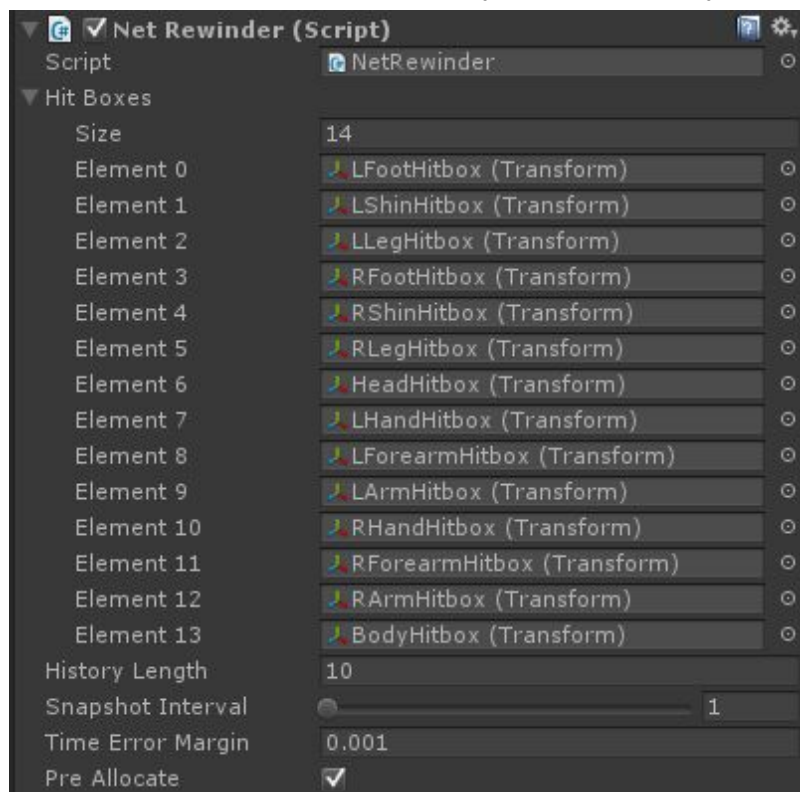 Net Rewinder (Script)
Script NetRewinder
Hit Boxes
Size 14
Element 0 LFootHitbox (Transform)
Element 1 LShinHitbox (Transform)
Element 2 LLegHitbox (Transform)
Element 3 RFootHitbox (Transform)
Element 4 RShinHitbox (Transform)
Element 5 RLegHitbox (Transform)
Element 6 HeadHitbox (Transform)
Element 7 LHandHitbox (Transform)
Element 8 LForearmHitbox (Transform)
Element 9 LArmHitbox (Transform)
Element 10 RHandHitbox (Transform)
Element 11 RForearmHitbox (Transform)
Element 12 RArmHitbox (Transform)
Element 13 BodyHitbox (Transform)
History Length 10
Snapshot Interval 1
Time Error Margin 0.001
Pre Allocate